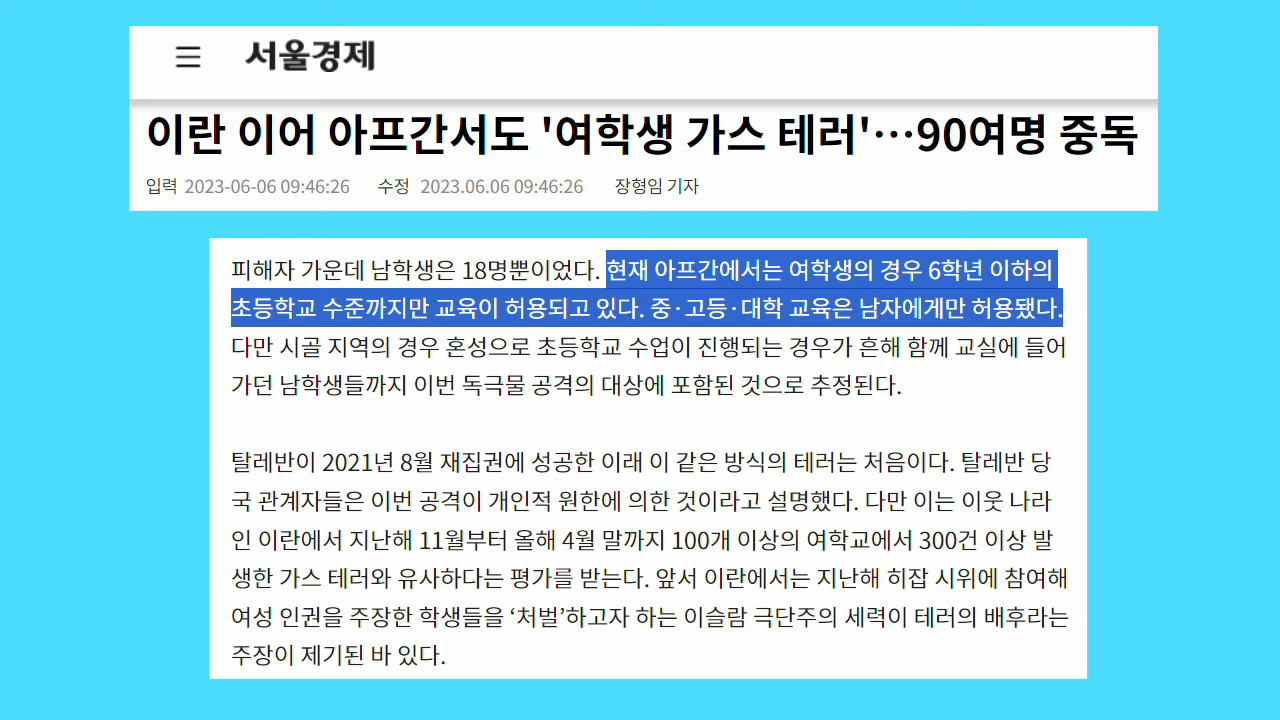 서울경제
이란 이어 아프간서도 '여학생 가스 테러'…90여명 중독
입력 2023-06-06 09:46:26 수정 2023.06.06 09:46:26 장형임 기자
피해자 가운데 남학생은 18명뿐이었다. 현재 아프간에서는 여학생의 경우 6학년 이하의
초등학교 수준까지만 교육이 허용되고 있다. 중·고등·대학 교육은 남자에게만 허용됐다.
다만 시골 지역의 경우 혼성으로 초등학교 수업이 진행되는 경우가 흔해 함께 교실에 들어
가던 남학생들까지 이번 독극물 공격의 대상에 포함된 것으로 추정된다.
탈레반이 2021년 8월 재집권에 성공한 이래 이 같은 방식의 테러는 처음이다. 탈레반 당
국 관계자들은 이번 공격이 개인적 원한에 의한 것이라고 설명했다. 다만 이는 이웃 나라
인 이란에서 지난해 11월부터 올해 4월 말까지 100개 이상의 여학교에서 300건 이상 발
생한 가스 테러와 유사하다는 평가를 받는다. 앞서 이란에서는 지난해 히잡 시위에 참여해
여성 인권을 주장한 학생들을 ‘처벌’하고자 하는 이슬람 극단주의 세력이 테러의 배후라는
주장이 제기된 바 있다.